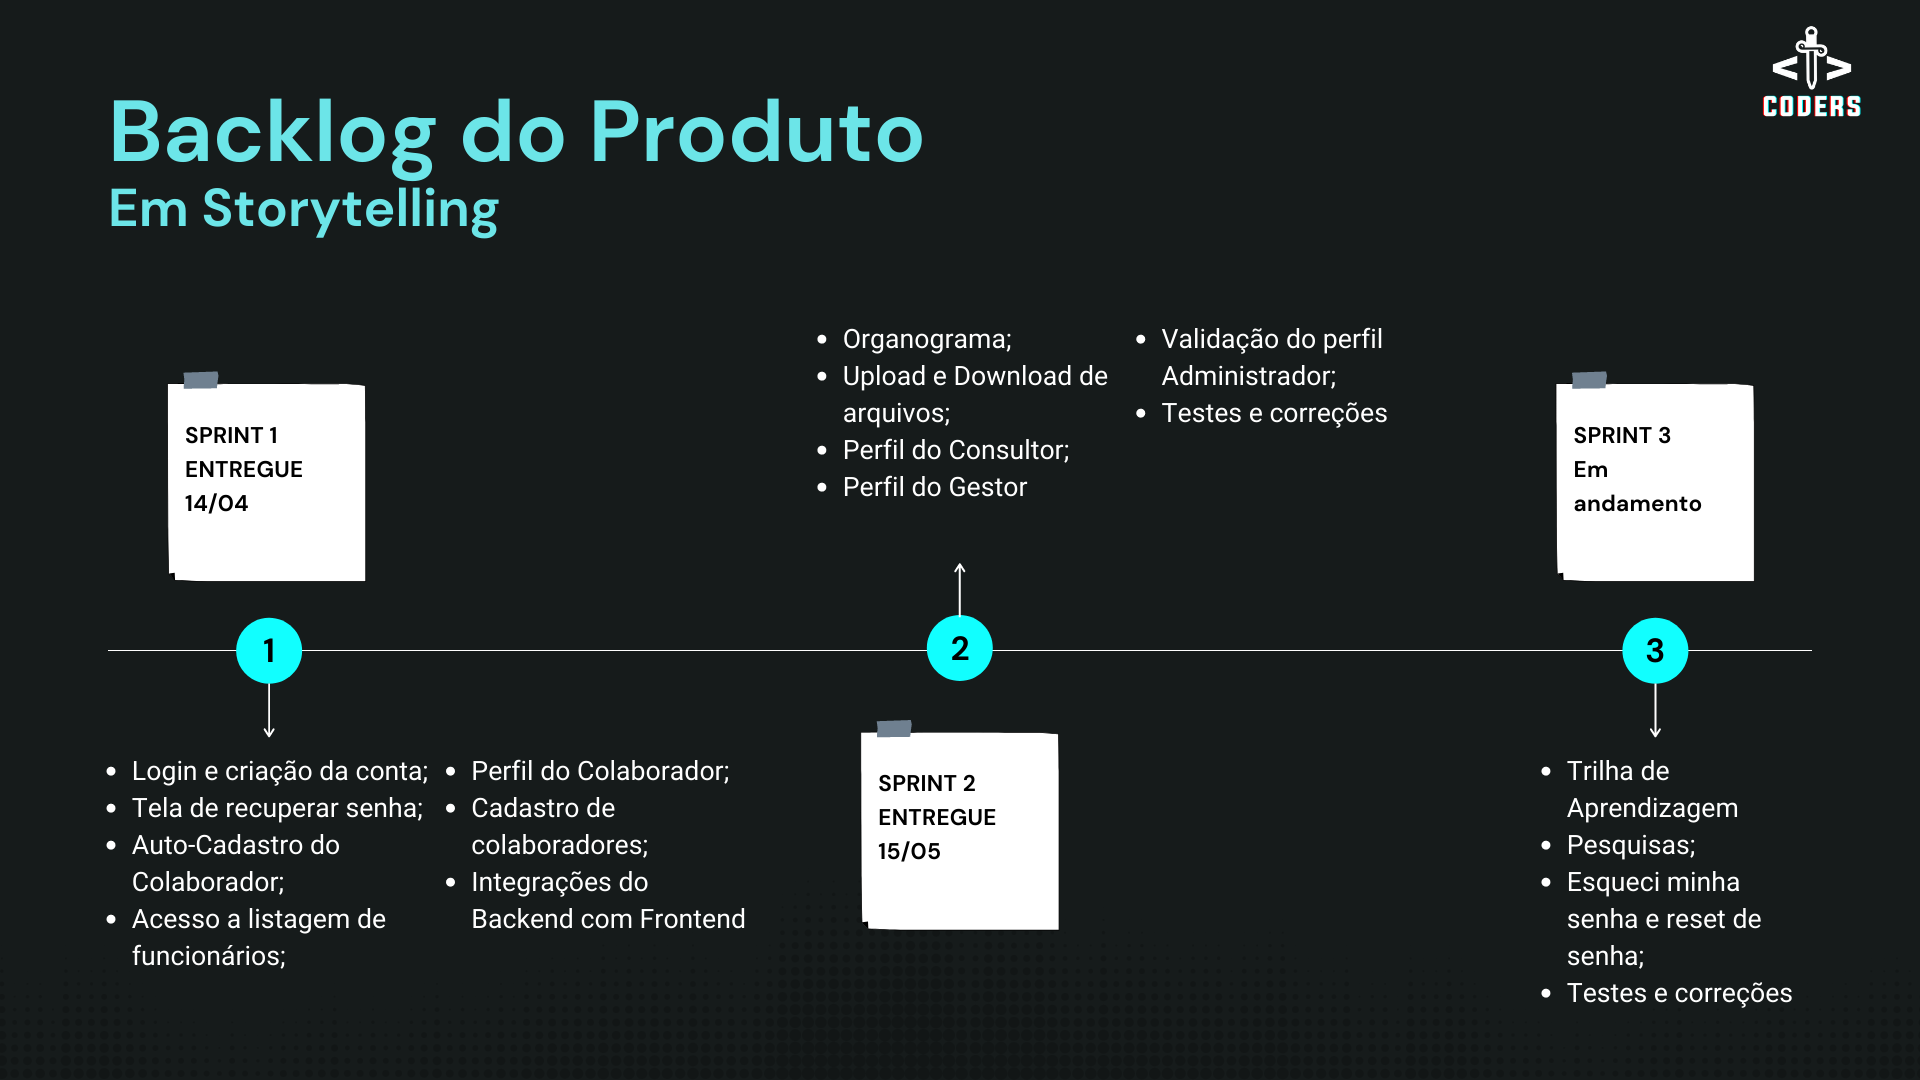 CODERS
Backlog do Produto
Em Storytelling
SPRINT 1
ENTREGUE
14/04
1
• Login e criação da conta;
• Tela de recuperar senha;
• Auto-Cadastro do
Colaborador;
• Acesso a listagem de
funcionários;
• Perfil do Colaborador;
• Cadastro de
colaboradores;
• Integrações do
Backend com Frontend
• Organograma;
• Upload e Download de
arquivos;
• Perfil do Consultor;
• Perfil do Gestor
• Validação do perfil
Administrador;
• Testes e correções
2
SPRINT 2
ENTREGUE
15/05
SPRINT 3
Em
andamento
3
• Trilha de
Aprendizagem
• Pesquisas;
• Esqueci minha
senha e reset de
senha;
• Testes e correções